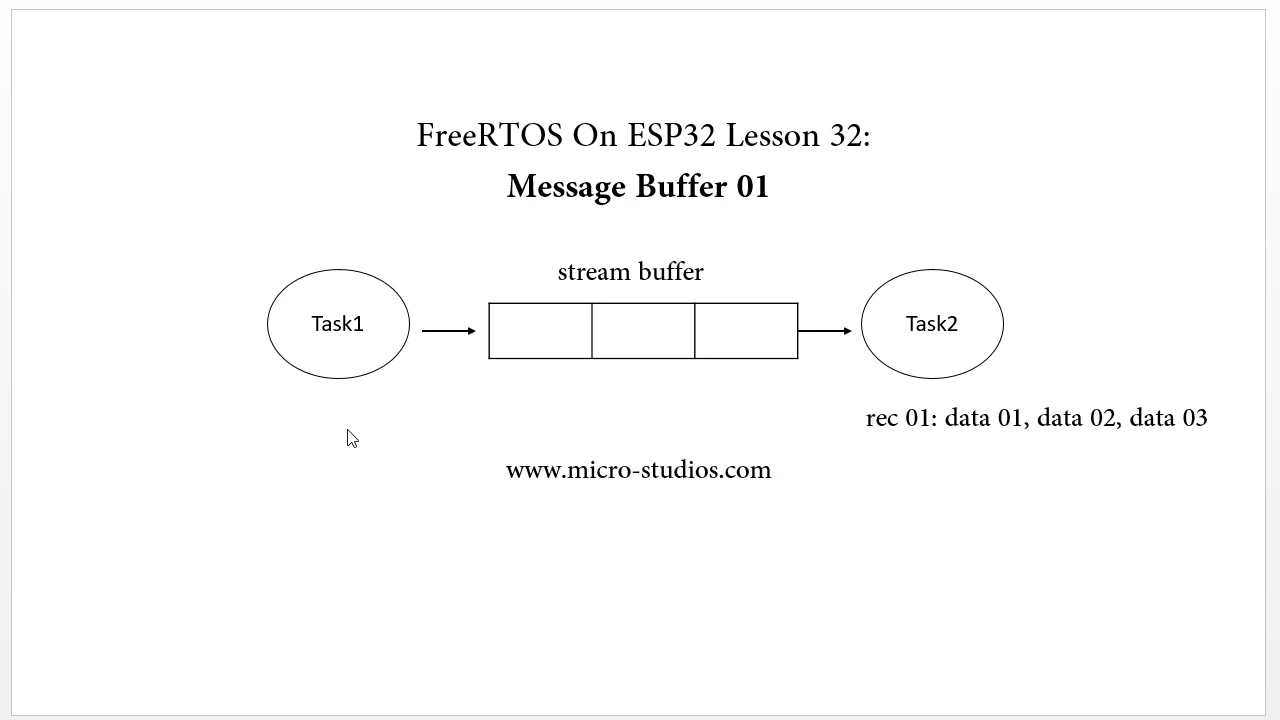 FreeRTOS On ESP32 Lesson 32:
Message Buffer 01
stream buffer
Task1
Task2
rec 01: data 01, data 02, data 03
www.micro-studios.com